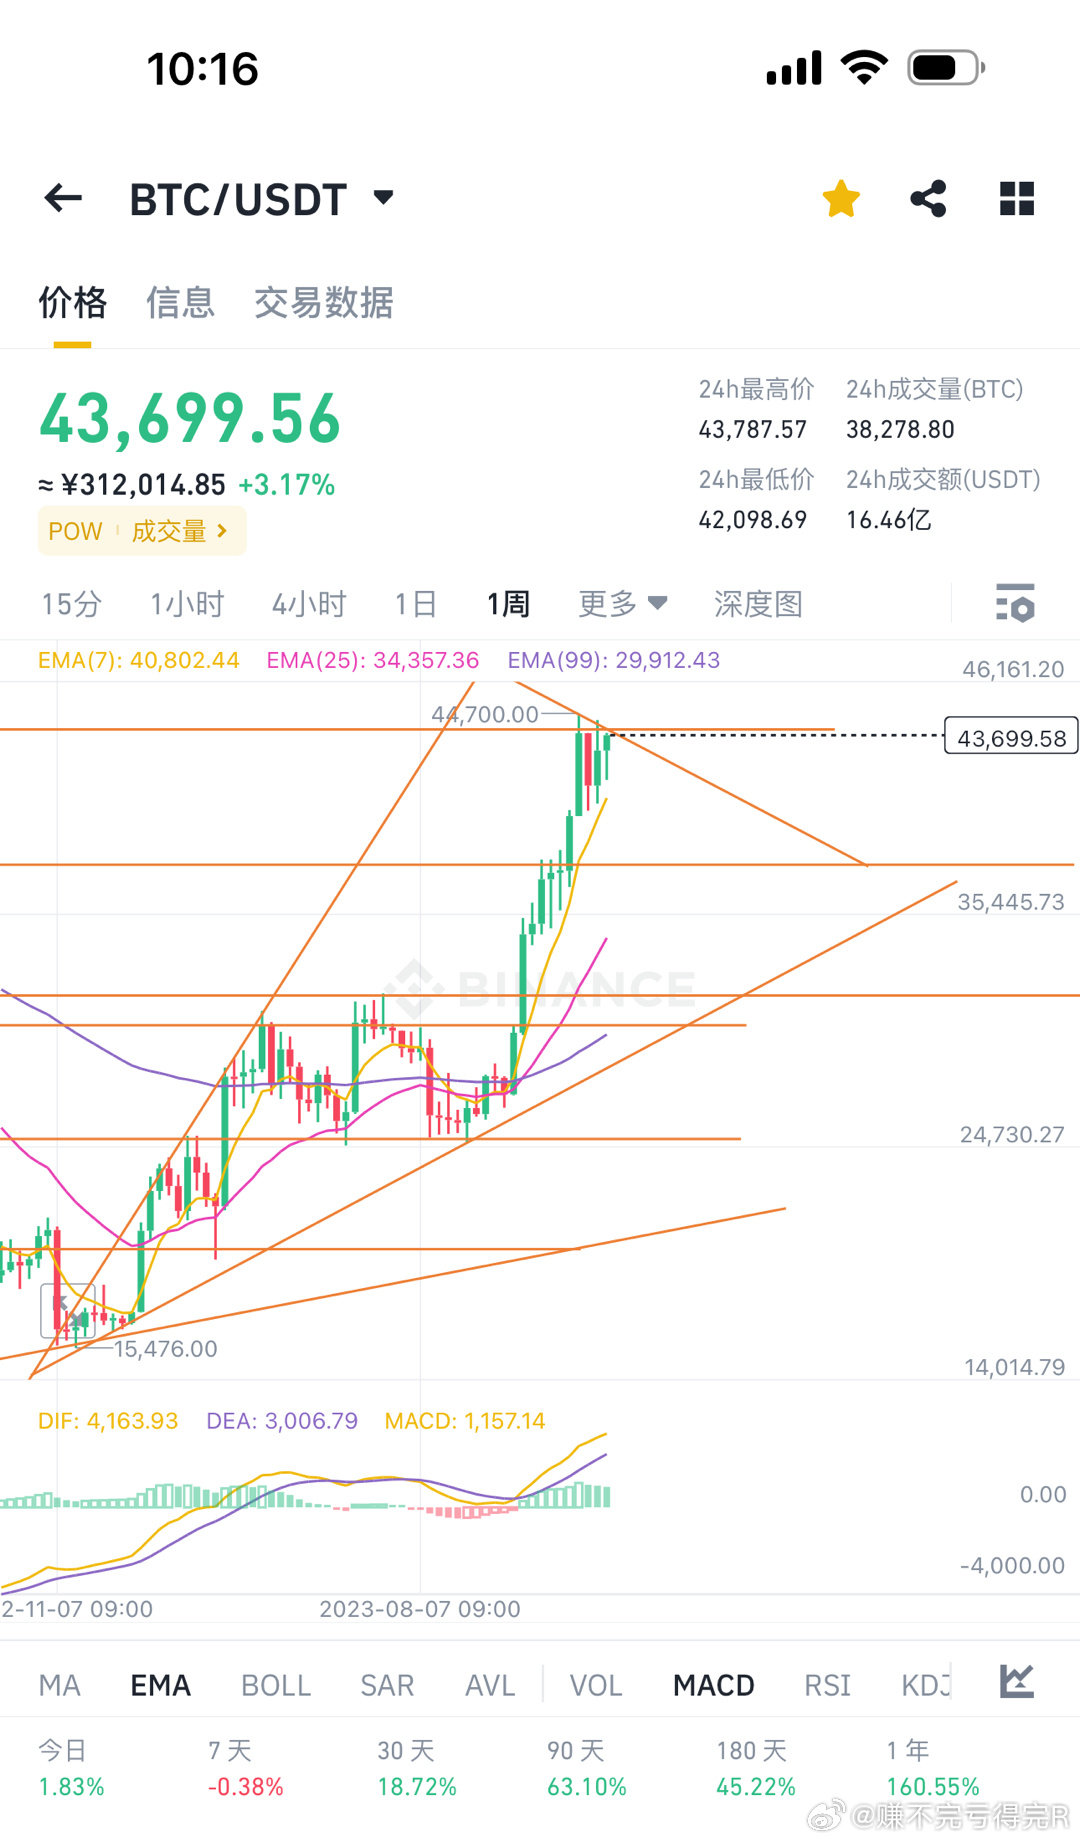 10:16
BTC/USDT
价格 信息 交易数据
43,699.56
≈ ¥312,014.85 +3.17%
POW 成交量
24h最高价 24h成交量(BTC)
43,787.57 38,278.80
24h最低价 24h成交额(USDT)
42,098.69 16.46亿
15分 1小时 4小时 1日 1周 更多 深度图
EMA(7): 40,802.44 EMA(25): 34,357.36 EMA(99): 29,912.43
46,161.20
44,700.00
43,699.58
35,445.73
BINANCE
24,730.27
15,476.00
14,014.79
DIF: 4,163.93 DEA: 3,006.79 MACD: 1,157.14
0.00
-4,000.00
2-11-07 09:00 2023-08-07 09:00
MA EMA BOLL SAR AVL VOL MACD RSI KDJ
今日 7 天 30 天 90 天 180 天 1 年
1.83% -0.38% 18.72% 63.10% 45.22% 160.55%
@赚不完亏得完R